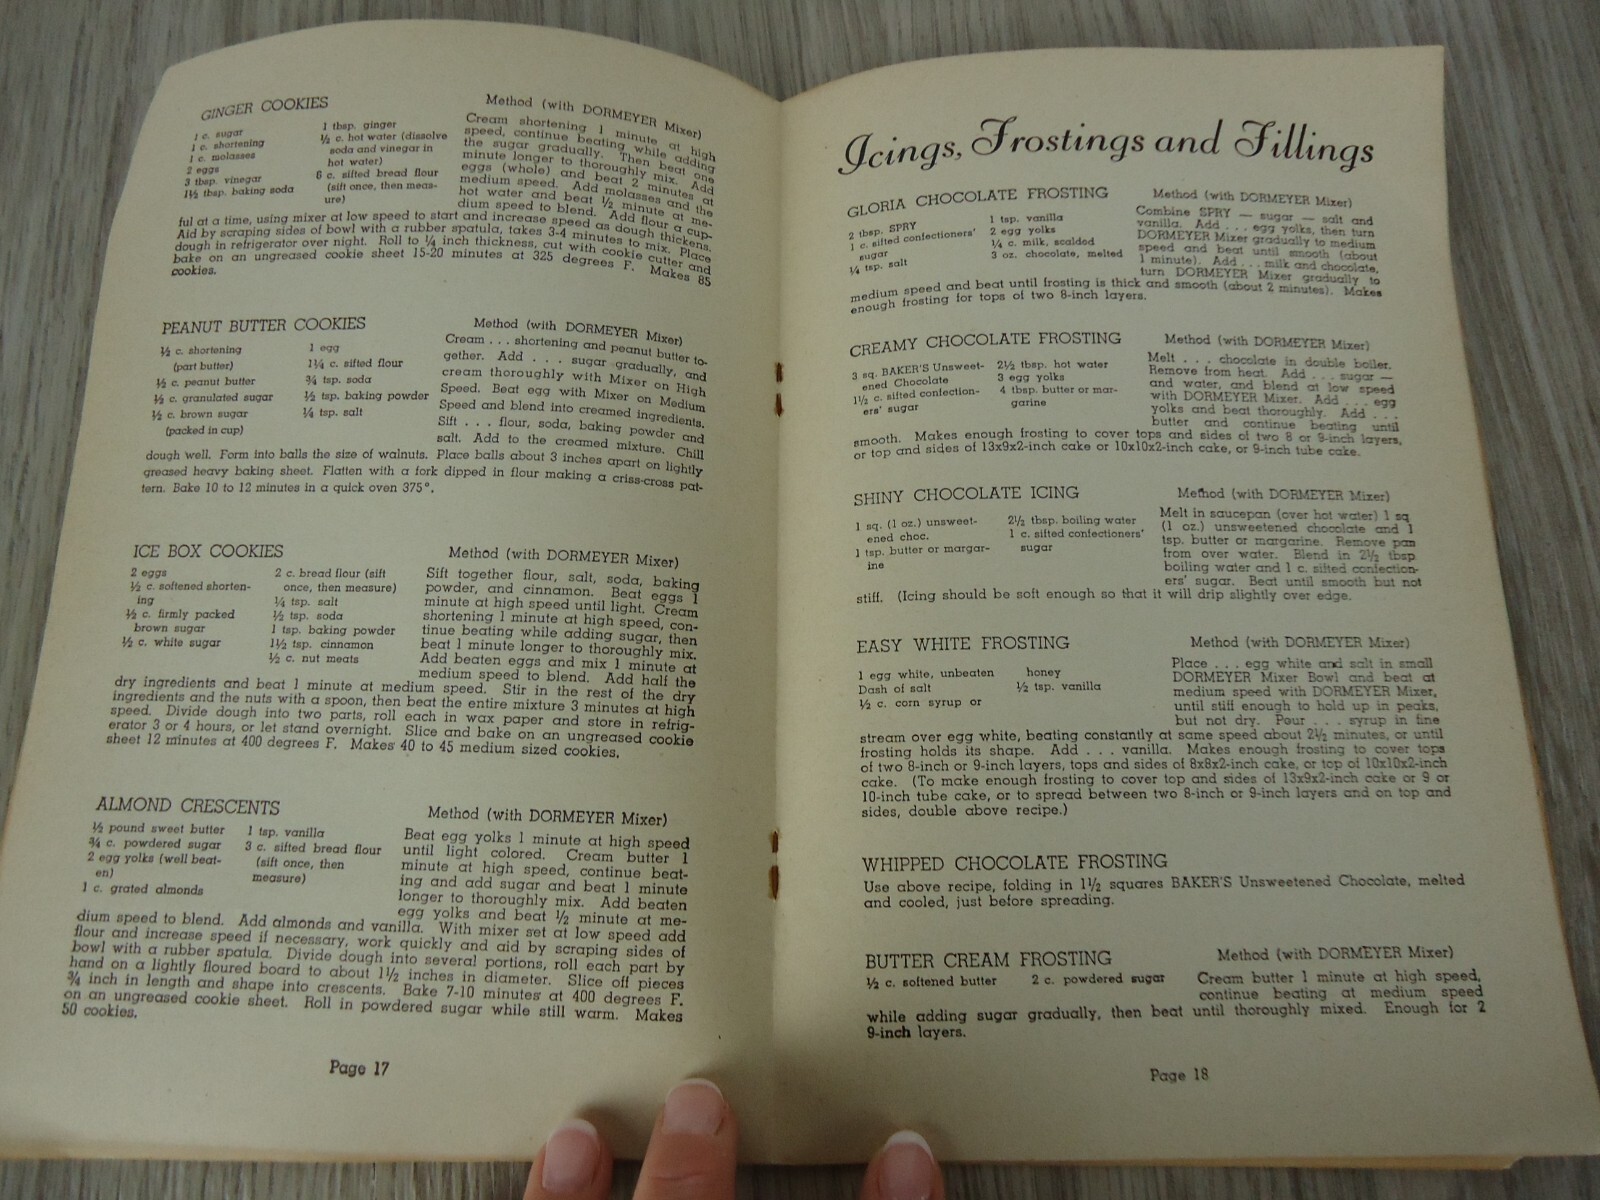 GINGER COOKIES
1 c. sugar
1 c. shortening
1 c. molasses
2 eggs
3 tbsp. vinegar
1½ tbsp. baking soda
1 tbsp. ginger
½ c. hot water (dissolve
soda and vinegar in
hot water)
6 c. sifted bread flour
(sift once, then meas-
ure)
Method (with DORMEYER Mixer)
Cream shortening 1 minute at high
speed, continue beating while adding
the sugar gradually. Then beat one
minute longer to thoroughly mix. Add
eggs (whole) and beat 2 minutes at
medium speed. Add molasses and the
hot water and beat ½ minute at me-
dium speed to blend. Add flour a cup-
ful at a time, using mixer at low speed to start and increase speed as dough thickens.
Aid by scraping sides of bowl with a rubber spatula, takes 3-4 minutes to mix. Place
dough in refrigerator over night. Roll to ¼ inch thickness, cut with cookie cutter and
bake on an ungreased cookie sheet 15-20 minutes at 325 degrees F. Makes 85
cookies.
PEANUT BUTTER COOKIES
½ c. shortening
(part butter)
½ c. peanut butter
½ c. granulated sugar
½ c. brown sugar
(packed in cup)
1 egg
1¼ c. sifted flour
¾ tsp. soda
½ tsp. baking powder
¼ tsp. salt
Method (with DORMEYER Mixer)
Cream . . . shortening and peanut butter to-
gether. Add . . . sugar gradually, and
cream thoroughly with Mixer on High
Speed. Beat egg with Mixer on Medium
Speed and blend into creamed ingredients.
Sift . . . flour, soda, baking powder and
salt. Add to the creamed mixture. Chill
dough well. Form into balls the size of walnuts. Place balls about 3 inches apart on lightly
greased heavy baking sheet. Flatten with a fork dipped in flour making a criss-cross pat-
tern. Bake 10 to 12 minutes in a quick oven 375°.
ICE BOX COOKIES
2 eggs
½ c. softened shorten-
ing
½ c. firmly packed
brown sugar
½ c. white sugar
2 c. bread flour (sift
once, then measure)
¼ tsp. salt
½ tsp. soda
1 tsp. baking powder
1½ tsp. cinnamon
½ c. nut meats
Method (with DORMEYER Mixer)
Sift together flour, salt, soda, baking
powder, and cinnamon. Beat eggs 1
minute at high speed until light. Cream
shortening 1 minute at high speed, con-
tinue beating while adding sugar, then
beat 1 minute longer to thoroughly mix.
Add beaten eggs and mix 1 minute at
medium speed to blend. Add half the
dry ingredients and beat 1 minute at medium speed. Stir in the rest of the dry
ingredients and the nuts with a spoon, then beat the entire mixture 3 minutes at high
speed. Divide dough into two parts, roll each in wax paper and store in refrig-
erator 3 or 4 hours, or let stand overnight. Slice and bake on an ungreased cookie
sheet 12 minutes at 400 degrees F. Makes 40 to 45 medium sized cookies.
ALMOND CRESCENTS
½ pound sweet butter
¾ c. powdered sugar
2 egg yolks (well beat-
en)
1 c. grated almonds
1 tsp. vanilla
3 c. sifted bread flour
(sift once, then
measure)
Method (with DORMEYER Mixer)
Beat egg yolks 1 minute at high speed
until light colored. Cream butter 1
minute at high speed, continue beat-
ing and add sugar and beat 1 minute
longer to thoroughly mix. Add beaten
egg yolks and beat ½ minute at me-
dium speed to blend. Add almonds and vanilla. With mixer set at low speed add
flour and increase speed if necessary, work quickly and aid by scraping sides of
bowl with a rubber spatula. Divide dough into several portions, roll each part by
hand on a lightly floured board to about 1½ inches in diameter. Slice off pieces
¾ inch in length and shape into crescents. Bake 7-10 minutes at 400 degrees F.
on an ungreased cookie sheet. Roll in powdered sugar while still warm. Makes
50 cookies.
Page 17
Icings, Frostings and Fillings
GLORIA CHOCOLATE FROSTING
2 tbsp. SPRY
1 c. sifted confectioners'
sugar
¼ tsp. salt
1 tsp. vanilla
2 egg yolks
¼ c. milk, scalded
3 oz. chocolate, melted
Method (with DORMEYER Mixer)
Combine SPRY — sugar — salt and
vanilla. Add . . . egg yolks, then turn
DORMEYER Mixer gradually to medium
speed and beat until smooth (about
1 minute). Add . . . milk and chocolate,
turn DORMEYER Mixer gradually to
medium speed and beat until frosting is thick and smooth (about 2 minutes). Makes
enough frosting for tops of two 8-inch layers.
CREAMY CHOCOLATE FROSTING
3 sq. BAKER'S Unsweet-
ened Chocolate
1½ c. sifted confection-
ers' sugar
2½ tbsp. hot water
3 egg yolks
4 tbsp. butter or mar-
garine
Method (with DORMEYER Mixer)
Melt . . . chocolate in double boiler.
Remove from heat. Add . . . sugar —
and water, and blend at low speed
with DORMEYER Mixer. Add . . . egg
yolks and beat thoroughly. Add . . .
butter and continue beating until
smooth. Makes enough frosting to cover tops and sides of two 8 or 9-inch layers,
or top and sides of 13x9x2-inch cake or 10x10x2-inch cake, or 9-inch tube cake.
SHINY CHOCOLATE ICING
1 sq. (1 oz.) unsweet-
ened choc.
1 tsp. butter or margar-
ine
2½ tbsp. boiling water
1 c. sifted confectioners'
sugar
Method (with DORMEYER Mixer)
Melt in saucepan (over hot water) 1 sq
(1 oz.) unsweetened chocolate and 1
tsp. butter or margarine. Remove pan
from over water. Blend in 2½ tbsp
boiling water and 1 c. sifted confection-
ers' sugar. Beat until smooth but not
stiff. (Icing should be soft enough so that it will drip slightly over edge.
EASY WHITE FROSTING
1 egg white, unbeaten
Dash of salt
½ c. corn syrup or
honey
½ tsp. vanilla
Method (with DORMEYER Mixer)
Place . . . egg white and salt in small
DORMEYER Mixer Bowl and beat at
medium speed with DORMEYER Mixer,
until stiff enough to hold up in peaks,
but not dry. Pour . . . syrup in fine
stream over egg white, beating constantly at same speed about 2½ minutes, or until
frosting holds its shape. Add . . . vanilla. Makes enough frosting to cover tops
of two 8-inch or 9-inch layers, tops and sides of 8x8x2-inch cake, or top of 10x10x2-inch
cake. (To make enough frosting to cover top and sides of 13x9x2-inch cake or 9 or
10-inch tube cake, or to spread between two 8-inch or 9-inch layers and on top and
sides, double above recipe.)
WHIPPED CHOCOLATE FROSTING
Use above recipe, folding in 1½ squares BAKER'S Unsweetened Chocolate, melted
and cooled, just before spreading.
BUTTER CREAM FROSTING
½ c. softened butter
2 c. powdered sugar
Method (with DORMEYER Mixer)
Cream butter 1 minute at high speed,
continue beating at medium speed
while adding sugar gradually, then beat until thoroughly mixed. Enough for 2
9-inch layers.
Page 18